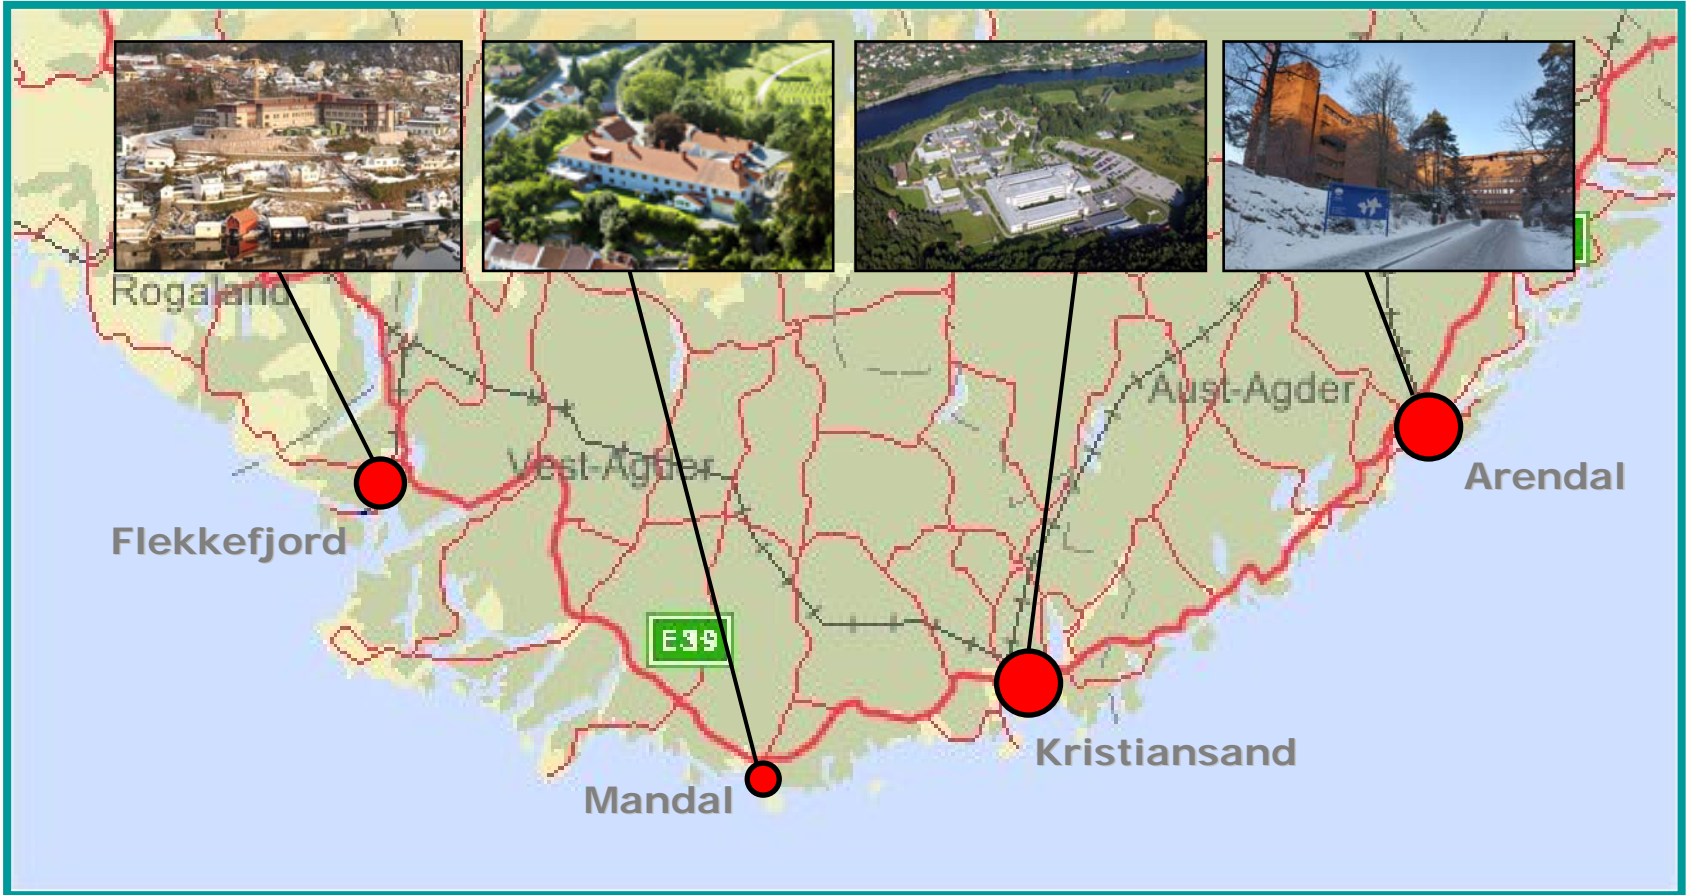 Rogaland
Aust-Agder
Vest-Agder
Arendal
Flekkefjord
E39
Kristiansand
Mandal